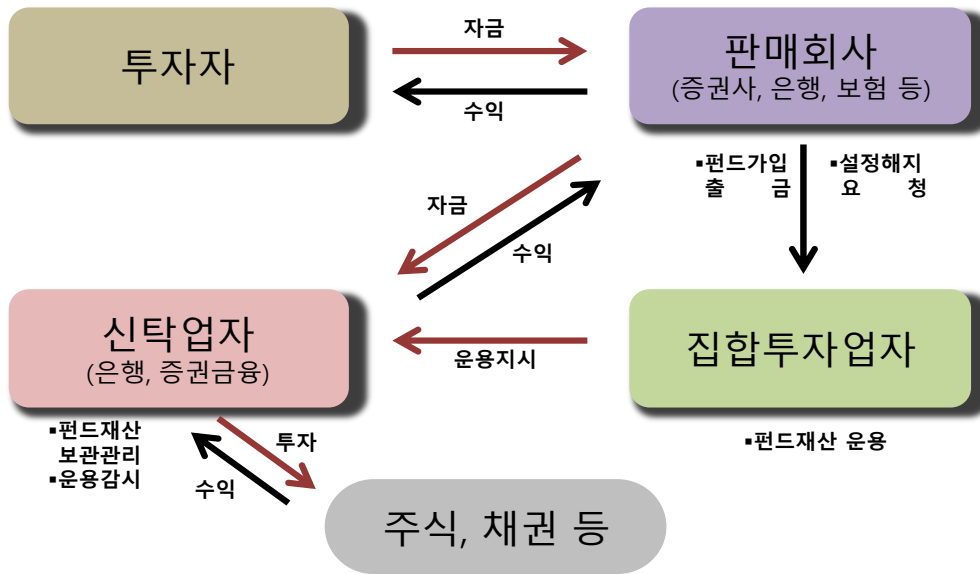 자금
투자자
판매회사
(증권사, 은행, 보험 등)
수익
▪펀드가입
출 금
▪설정해지
요 청
자금
수익
신탁업자
(은행, 증권금융)
운용지시
집합투자업자
▪펀드재산
보관관리
▪운용감시
투자
수익
▪펀드재산 운용
주식, 채권 등